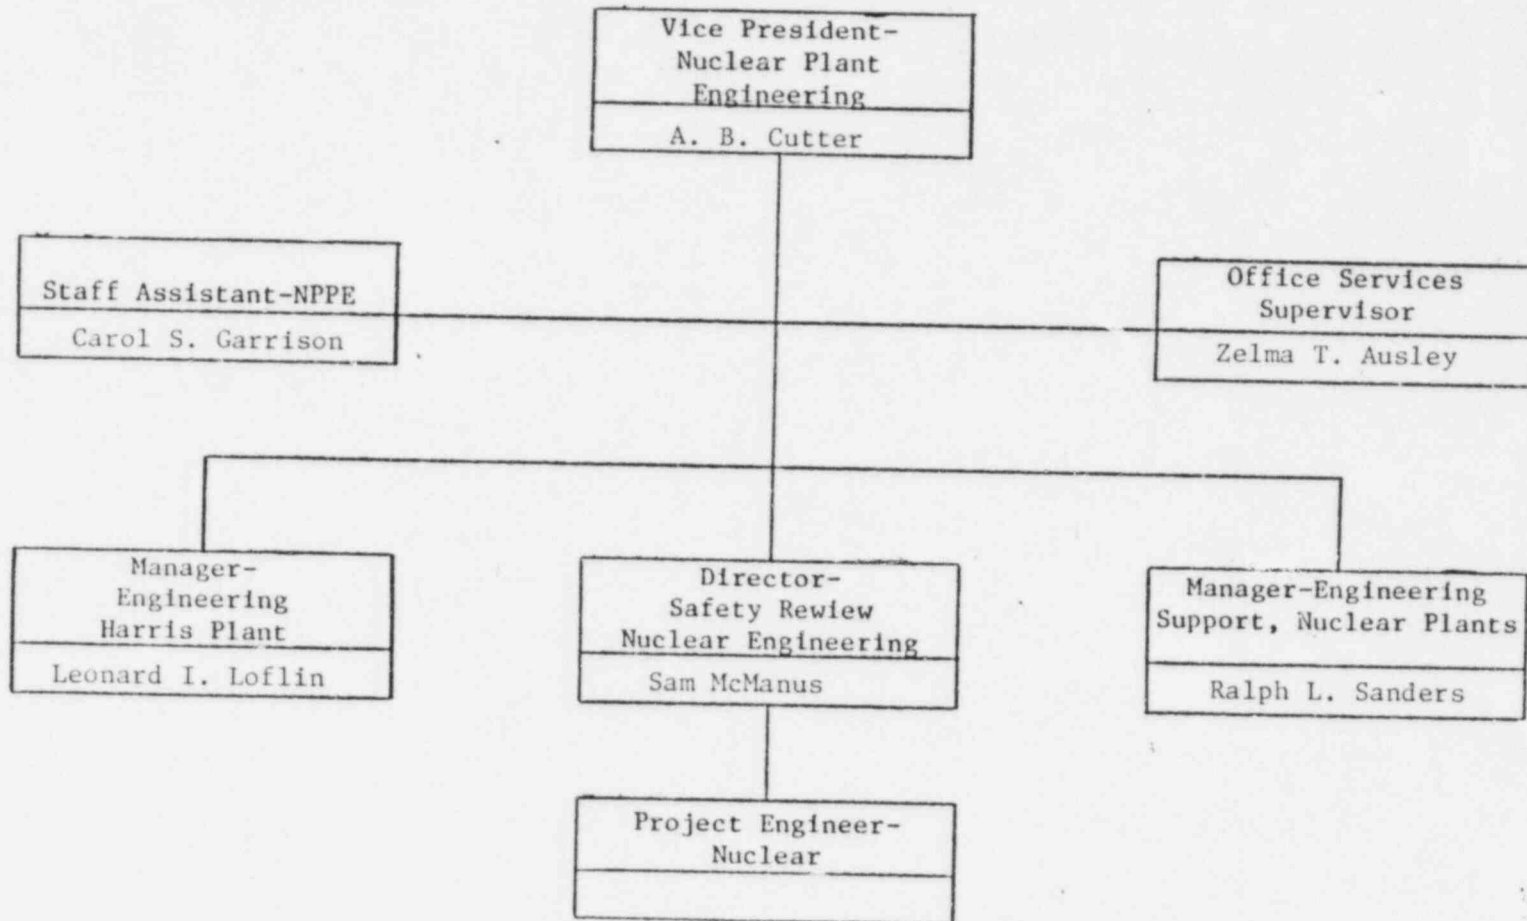 Vice President-
Nuclear Plant
Engineering
A. B. Cutter
Staff Assistant-NPPE
Carol S. Garrison
Office Services
Supervisor
Zelma T. Ausley
Manager-
Engineering
Harris Plant
Leonard I. Loflin
Director-
Safety Rewiew
Nuclear Engineering
Sam McManus
Manager-Engineering
Support, Nuclear Plants
Ralph L. Sanders
Project Engineer-
Nuclear